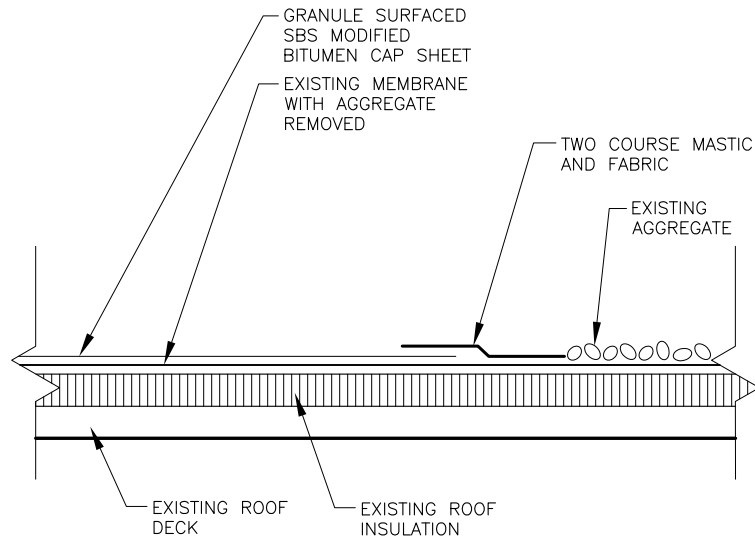 GRANULE SURFACED
SBS MODIFIED
BITUMEN CAP SHEET
EXISTING MEMBRANE
WITH AGGREGATE
REMOVED
TWO COURSE MASTIC
AND FABRIC
EXISTING
AGGREGATE
EXISTING ROOF
DECK
EXISTING ROOF
INSULATION